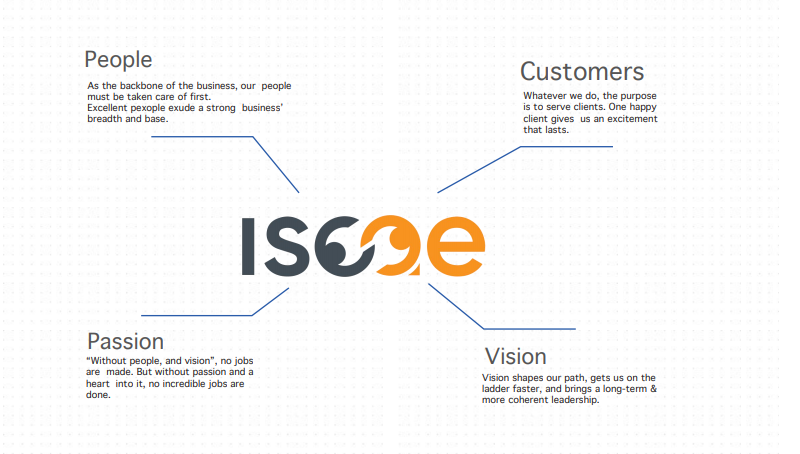 People
As the backbone of the business, our people
must be taken care of first.
Excellent pexople exude a strong business'
breadth and base.
Customers
Whatever we do, the purpose
is to serve clients. One happy
client gives us an excitement
that lasts.
ISCQE
Passion
“Without people, and vision”, no jobs
are made. But without passion and a
heart into it, no incredible jobs are
done.
Vision
Vision shapes our path, gets us on the
ladder faster, and brings a long-term &
more coherent leadership.